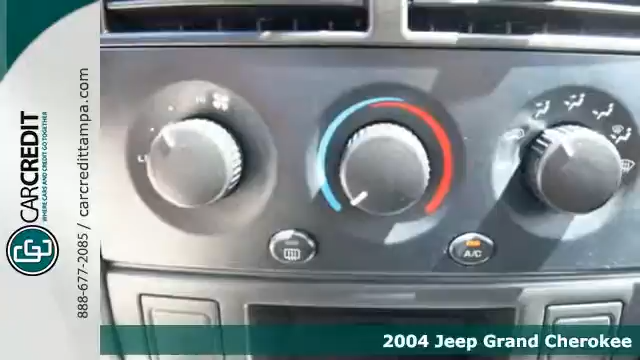 CARCREDIT
WHERE CARS AND CREDIT GO TOGETHER
888-677-2085 / carcredittampa.com
A/C
2004 Jeep Grand Cherokee